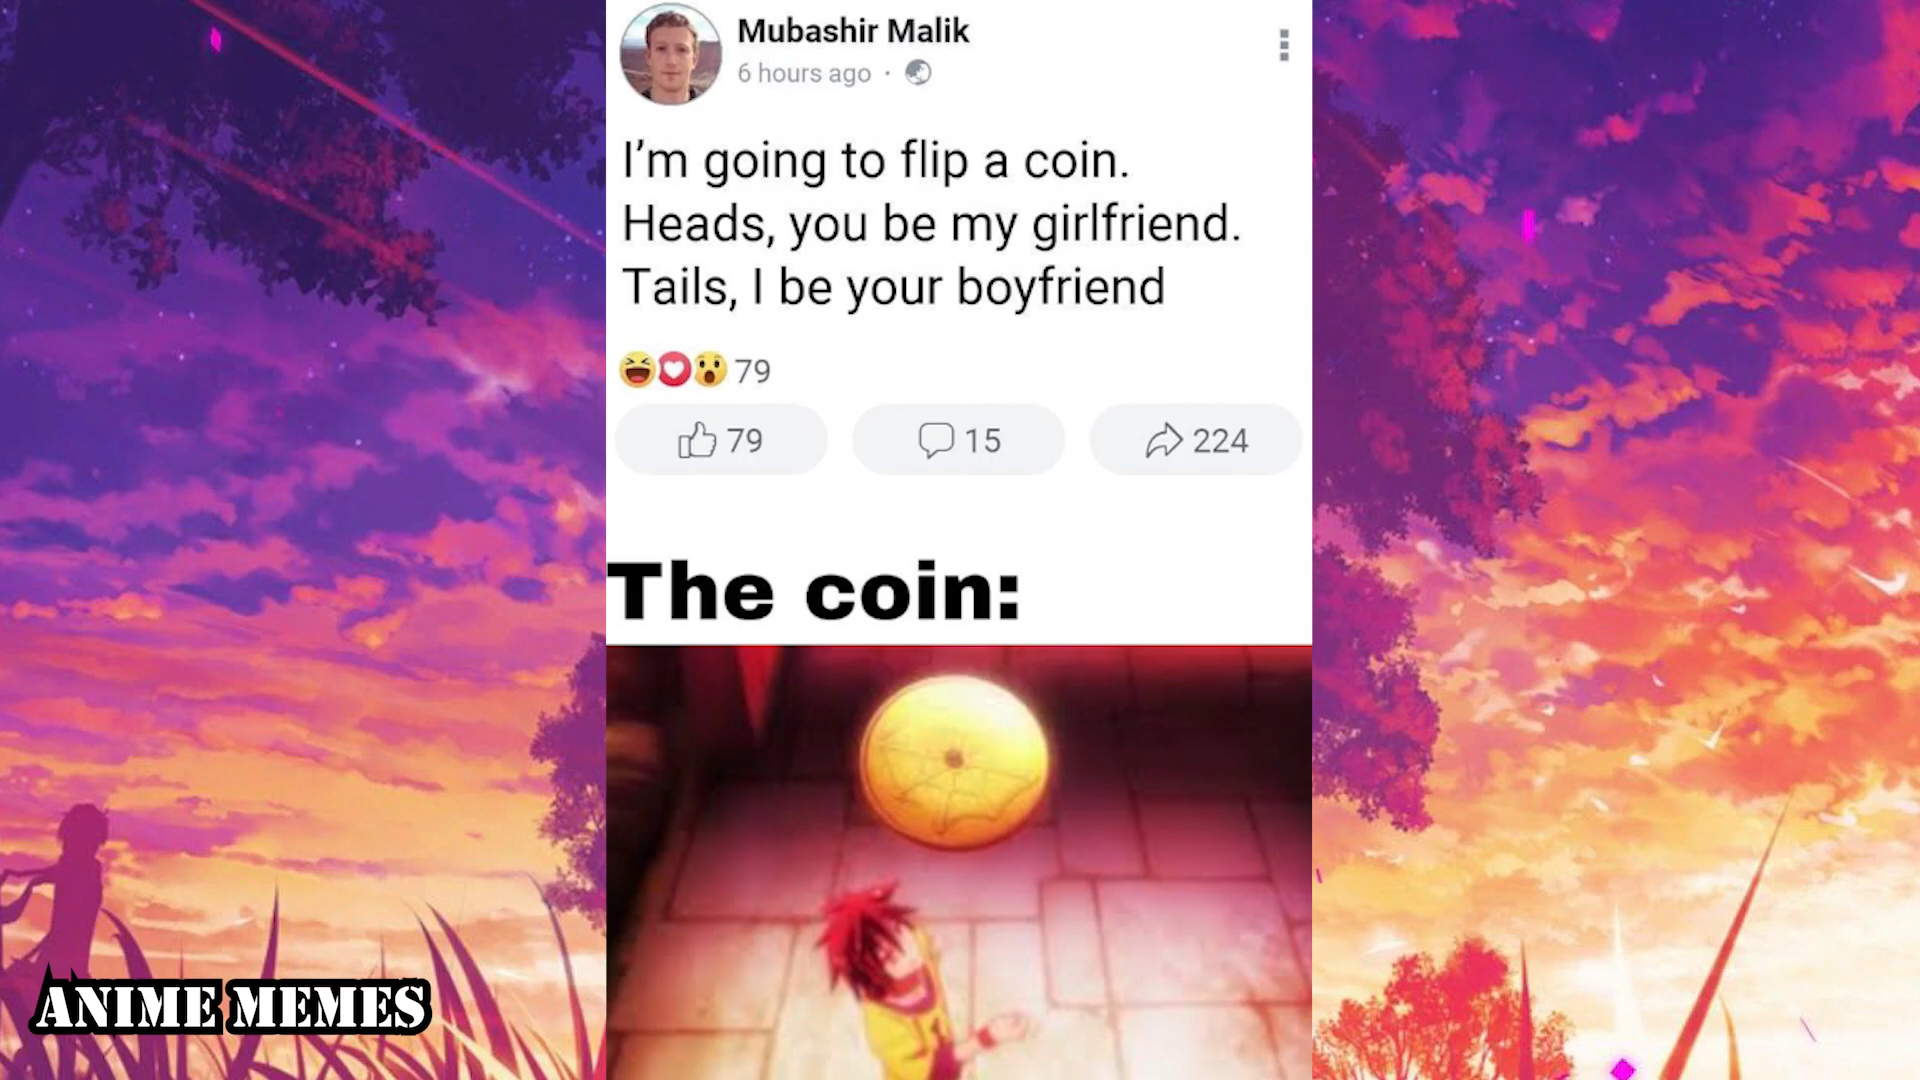 Mubashir Malik
6 hours ago ·
I’m going to flip a coin.
Heads, you be my girlfriend.
Tails, I be your boyfriend
79
79
15
224
The coin:
ANIME MEMES